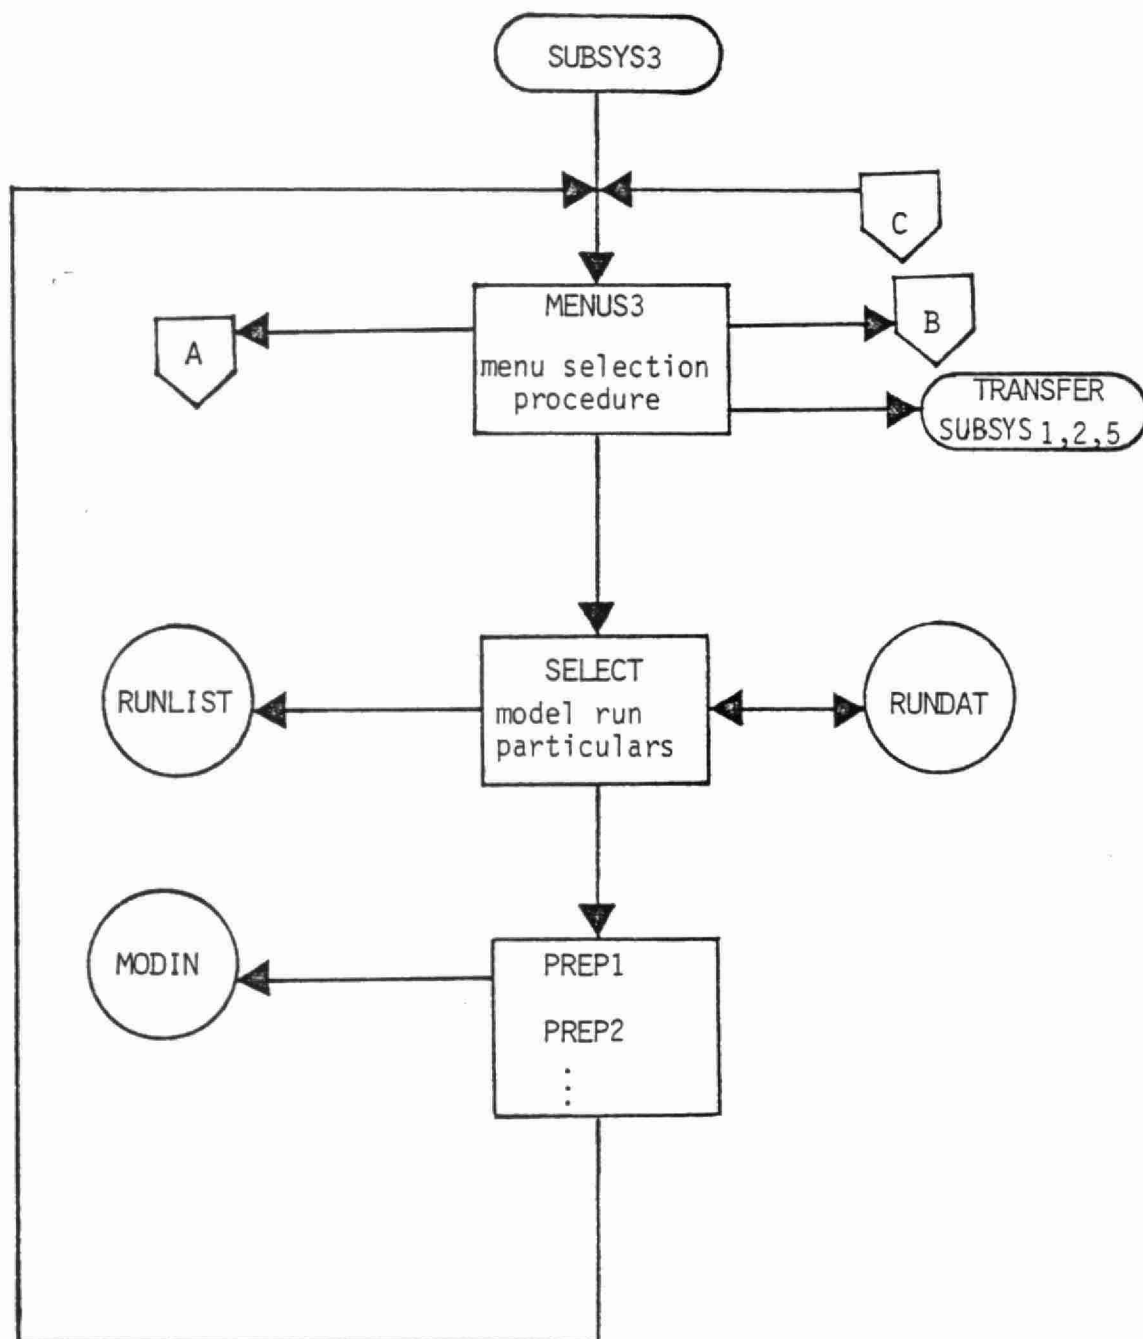 SUBSYS3
C
MENUS3
menu selection
procedure
A
B
TRANSFER
SUBSYS 1,2,5
SELECT
model run
particulars
RUNLIST
RUNDAT
MODIN
PREP1
PREP2
⋮